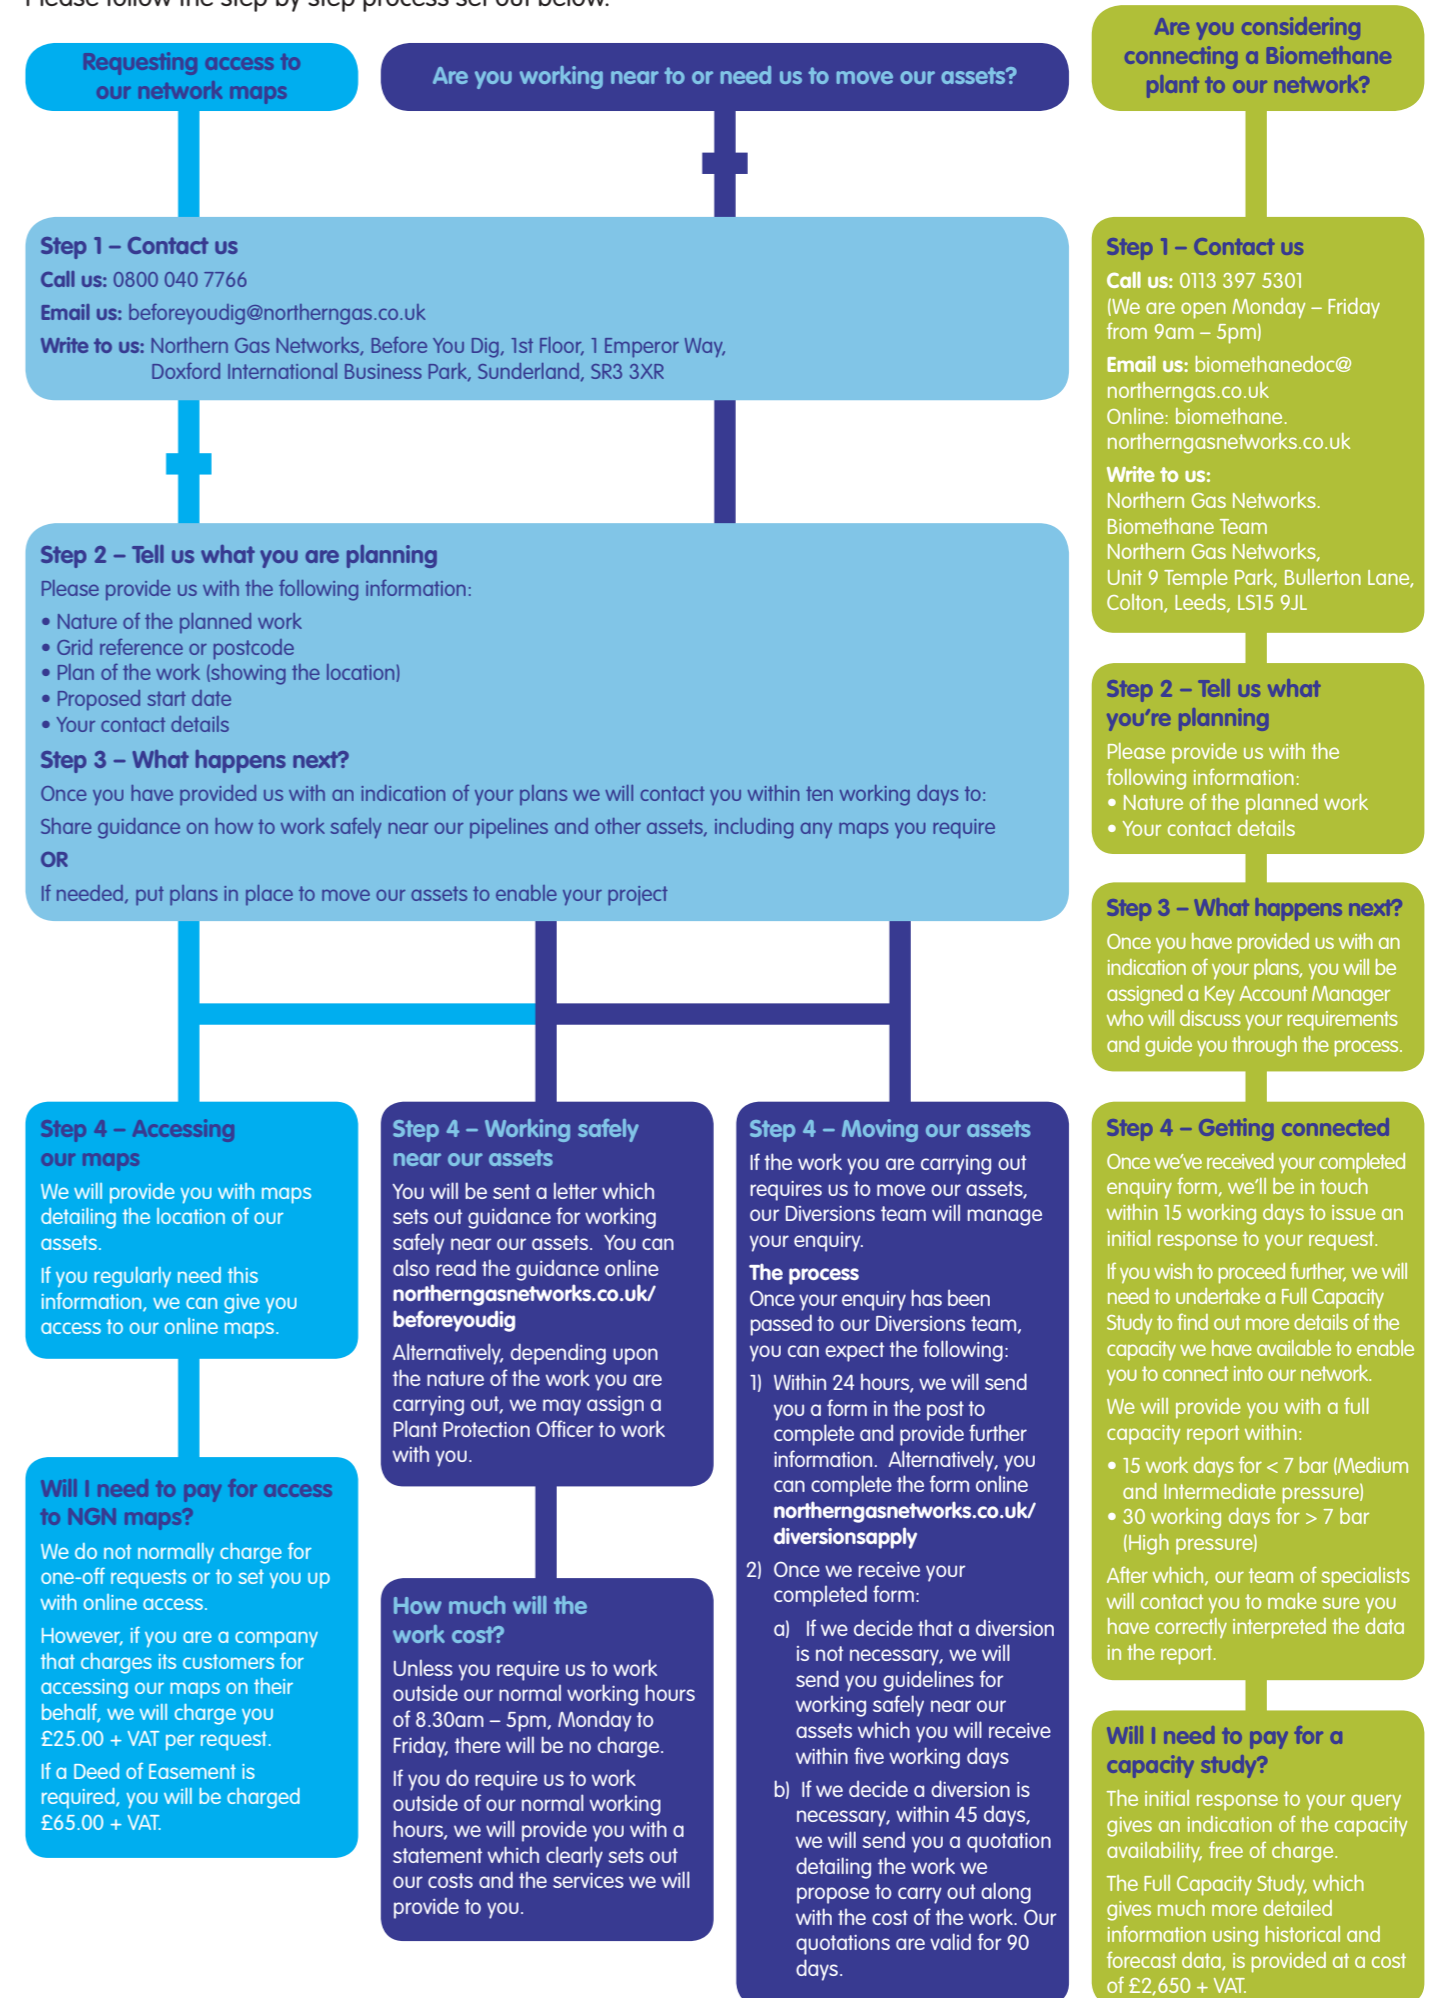 Please follow the step by step process set out below.
Requesting access to
our network maps
Are you working near to or need us to move our assets?
Step 1 – Contact us
Call us: 0800 040 7766
Email us: beforeyoudig@northerngas.co.uk
Write to us: Northern Gas Networks, Before You Dig, 1st Floor, 1 Emperor Way,
Doxford International Business Park, Sunderland, SR3 3XR
Step 2 – Tell us what you are planning
Please provide us with the following information:
• Nature of the planned work
• Grid reference or postcode
• Plan of the work (showing the location)
• Proposed start date
• Your contact details
Step 3 – What happens next?
Once you have provided us with an indication of your plans we will contact you within ten working days to:
Share guidance on how to work safely near our pipelines and other assets, including any maps you require
OR
If needed, put plans in place to move our assets to enable your project
Step 4 – Accessing
our maps
We will provide you with maps
detailing the location of our
assets.
If you regularly need this
information, we can give you
access to our online maps.
Will I need to pay for access
to NGN maps?
We do not normally charge for
one-off requests or to set you up
with online access.
However, if you are a company
that charges its customers for
accessing our maps on their
behalf, we will charge you
£25.00 + VAT per request.
If a Deed of Easement is
required, you will be charged
£65.00 + VAT.
Step 4 – Working safely
near our assets
You will be sent a letter which
sets out guidance for working
safely near our assets. You can
also read the guidance online
northerngasnetworks.co.uk/
beforeyoudig
Alternatively, depending upon
the nature of the work you are
carrying out, we may assign a
Plant Protection Officer to work
with you.
How much will the
work cost?
Unless you require us to work
outside our normal working hours
of 8.30am – 5pm, Monday to
Friday, there will be no charge.
If you do require us to work
outside of our normal working
hours, we will provide you with a
statement which clearly sets out
our costs and the services we will
provide to you.
Step 4 – Moving our assets
If the work you are carrying out
requires us to move our assets,
our Diversions team will manage
your enquiry.
The process
Once your enquiry has been
passed to our Diversions team,
you can expect the following:
1) Within 24 hours, we will send
you a form in the post to
complete and provide further
information. Alternatively, you
can complete the form online
northerngasnetworks.co.uk/
diversionsapply
2) Once we receive your
completed form:
a) If we decide that a diversion
is not necessary, we will
send you guidelines for
working safely near our
assets which you will receive
within five working days
b) If we decide a diversion is
necessary, within 45 days,
we will send you a quotation
detailing the work we
propose to carry out along
with the cost of the work. Our
quotations are valid for 90
days.
Are you considering
connecting a Biomethane
plant to our network?
Step 1 – Contact us
Call us: 0113 397 5301
(We are open Monday – Friday
from 9am – 5pm)
Email us: biomethanedoc@
northerngas.co.uk
Online: biomethane.
northerngasnetworks.co.uk
Write to us:
Northern Gas Networks.
Biomethane Team
Northern Gas Networks,
Unit 9 Temple Park, Bullerton Lane,
Colton, Leeds, LS15 9JL
Step 2 – Tell us what
you’re planning
Please provide us with the
following information:
• Nature of the planned work
• Your contact details
Step 3 – What happens next?
Once you have provided us with an
indication of your plans, you will be
assigned a Key Account Manager
who will discuss your requirements
and guide you through the process.
Step 4 – Getting connected
Once we’ve received your completed
enquiry form, we’ll be in touch
within 15 working days to issue an
initial response to your request.
If you wish to proceed further, we will
need to undertake a Full Capacity
Study to find out more details of the
capacity we have available to enable
you to connect into our network.
We will provide you with a full
capacity report within:
• 15 work days for < 7 bar (Medium
and Intermediate pressure)
• 30 working days for > 7 bar
(High pressure)
After which, our team of specialists
will contact you to make sure you
have correctly interpreted the data
in the report.
Will I need to pay for a
capacity study?
The initial response to your query
gives an indication of the capacity
availability, free of charge.
The Full Capacity Study, which
gives much more detailed
information using historical and
forecast data, is provided at a cost
of £2,650 + VAT.